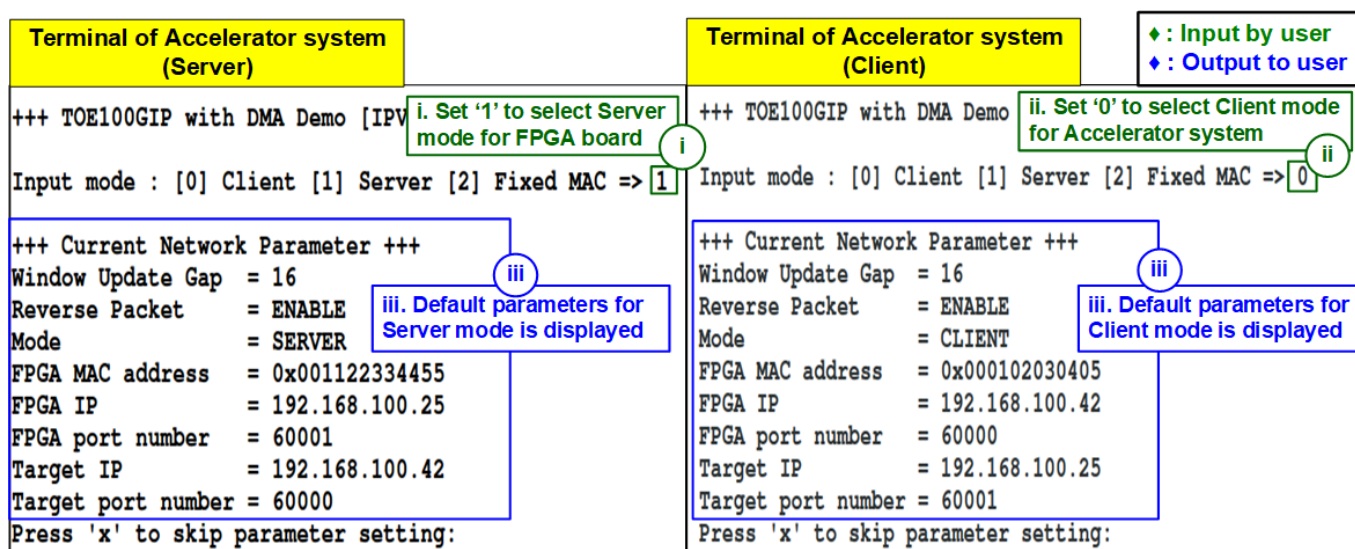 Terminal of Accelerator system
(Server)
+++ TOE100GIP with DMA Demo [IPV
i. Set ‘1’ to select Server
mode for FPGA board
i
Input mode : [0] Client [1] Server [2] Fixed MAC => 1
+++ Current Network Parameter +++
Window Update Gap = 16
Reverse Packet = ENABLE
Mode = SERVER
FPGA MAC address = 0x001122334455
FPGA IP = 192.168.100.25
FPGA port number = 60001
Target IP = 192.168.100.42
Target port number = 60000
iii
iii. Default parameters for
Server mode is displayed
Press 'x' to skip parameter setting:
Terminal of Accelerator system
(Client)
♦ : Input by user
♦ : Output to user
+++ TOE100GIP with DMA Demo
ii. Set ‘0’ to select Client mode
for Accelerator system
ii
Input mode : [0] Client [1] Server [2] Fixed MAC => 0
+++ Current Network Parameter +++
Window Update Gap = 16
Reverse Packet = ENABLE
Mode = CLIENT
FPGA MAC address = 0x000102030405
FPGA IP = 192.168.100.42
FPGA port number = 60000
Target IP = 192.168.100.25
Target port number = 60001
iii
iii. Default parameters for
Client mode is displayed
Press 'x' to skip parameter setting: